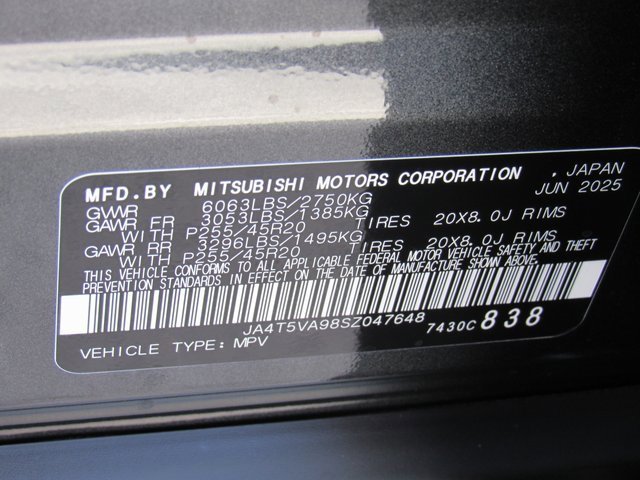 MFD.BY MITSUBISHI MOTORS CORPORATION . JAPAN
GVWR 6063LBS/2750KG JUN 2025
GAWR FR 3053LBS/1385KG
WITH P255/45R20 TIRES 20X8.0J RIMS
GAWR RR 3296LBS/1495KG
WITH P255/45R20 TIRES 20X8.0J RIMS
THIS VEHICLE CONFORMS TO ALL APPLICABLE FEDERAL MOTOR VEHICLE SAFETY AND THEFT
PREVENTION STANDARDS IN EFFECT ON THE DATE OF MANUFACTURE SHOWN ABOVE.
JA4T5VA98SZ047648 7430C 838
VEHICLE TYPE: MPV